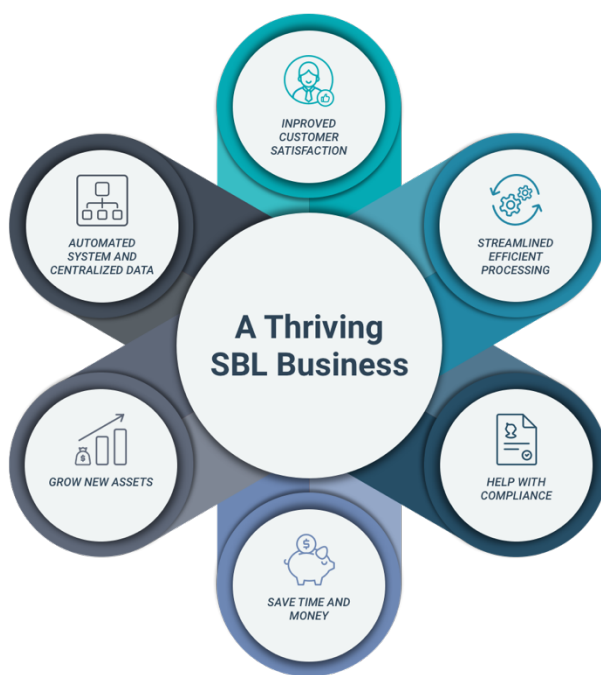 INPROVED
CUSTOMER
SATISFACTION
STREAMLINED
EFFICIENT
PROCESSING
HELP WITH
COMPLIANCE
SAVE TIME AND
MONEY
GROW NEW ASSETS
AUTOMATED
SYSTEM AND
CENTRALIZED DATA
A Thriving
SBL Business
$
$